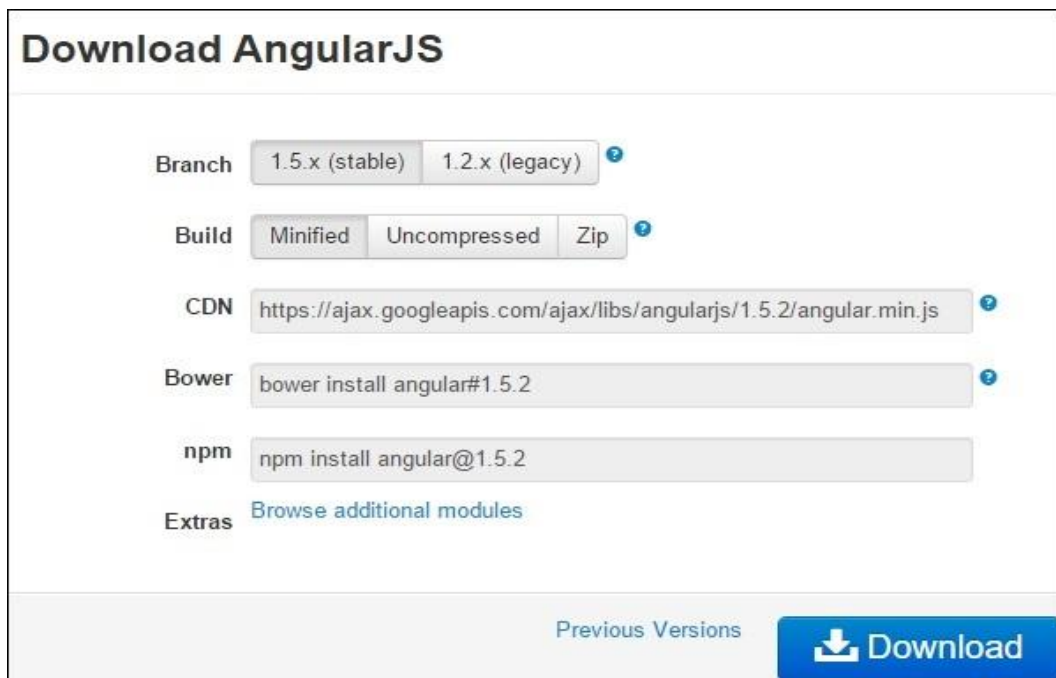 Download AngularJS
Branch 1.5.x (stable) 1.2.x (legacy) ?
Build Minified Uncompressed Zip ?
CDN https://ajax.googleapis.com/ajax/libs/angularjs/1.5.2/angular.min.js ?
Bower bower install angular#1.5.2 ?
npm npm install angular@1.5.2
Extras Browse additional modules
Previous Versions Download